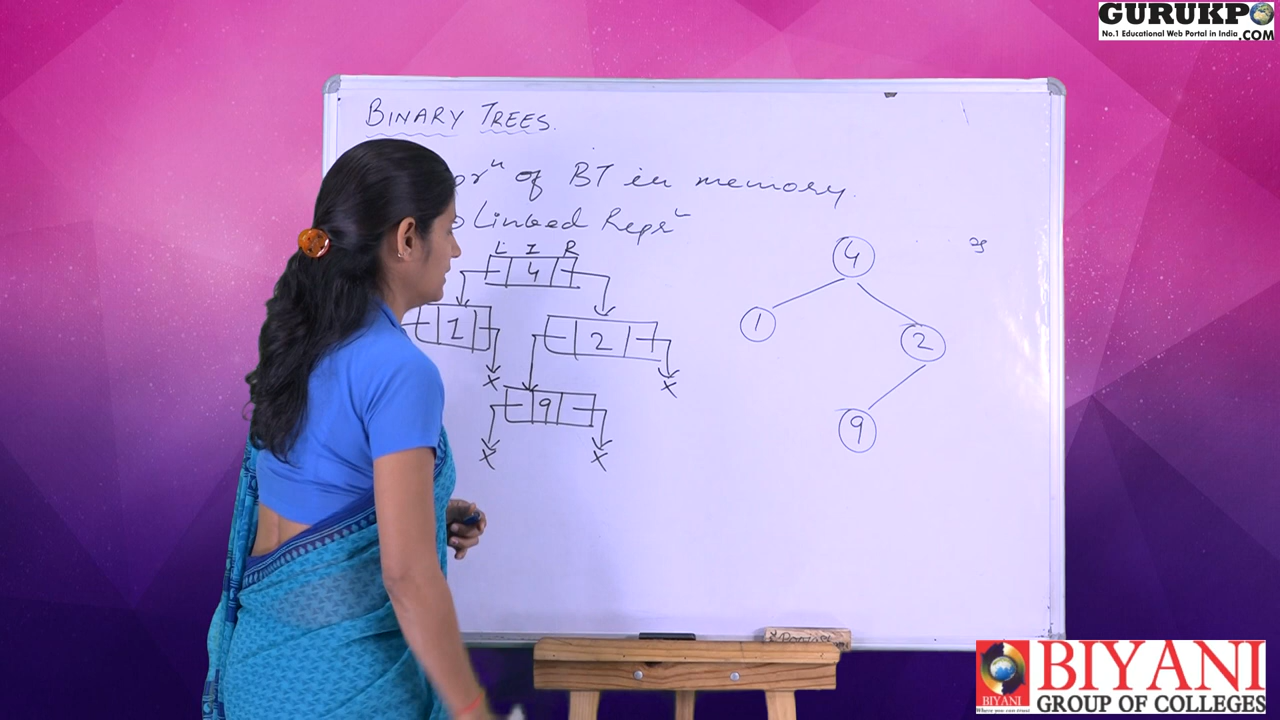 GURUKPO
No.1 Educational Web Portal in India .COM
BINARY TREES.
of BT in memory.
Linked Repr
L I R
4
1
2
9
4
1
2
9
BIYANI
BIYANI
GROUP OF COLLEGES